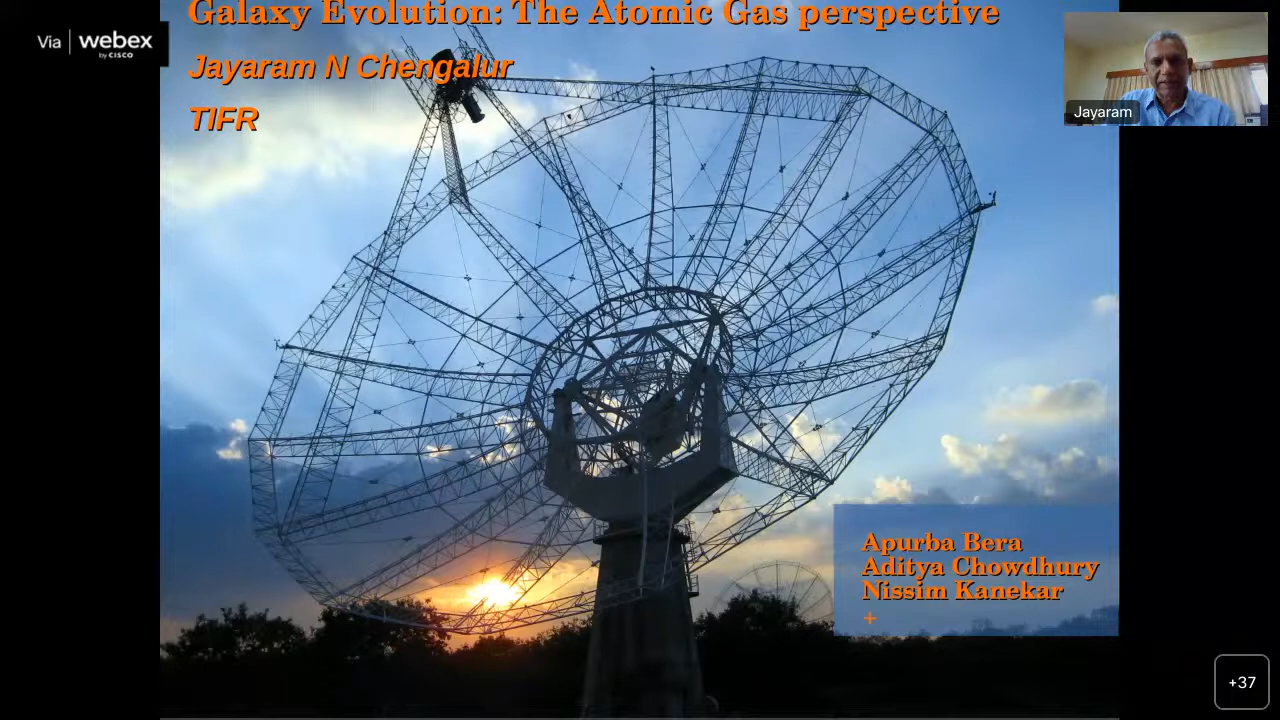 Via webex
by CISCO
Galaxy Evolution: The Atomic Gas perspective
Jayaram N Chengalur
TIFR
Jayaram
Apurba Bera
Aditya Chowdhury
Nissim Kanekar
+
+37